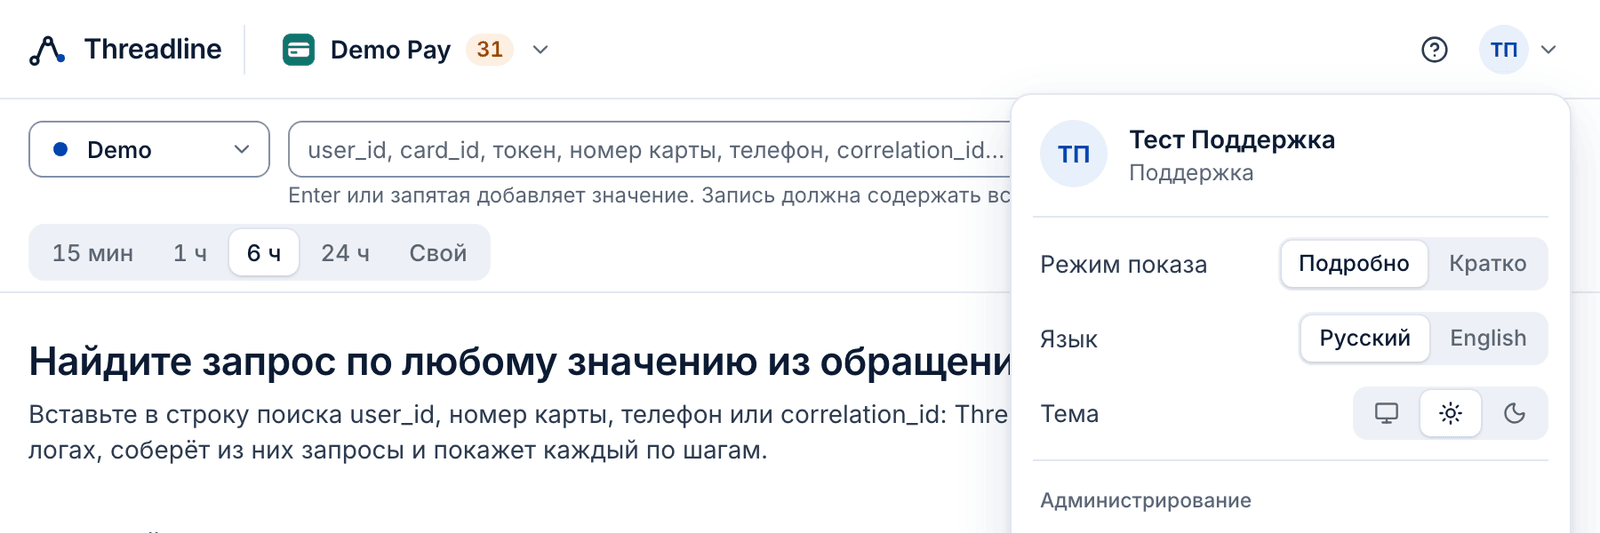 Threadline
Demo Pay 31
ТП
Demo
user_id, card_id, токен, номер карты, телефон, correlation_id...
Enter или запятая добавляет значение. Запись должна содержать
15 мин 1 ч 6 ч 24 ч Свой
Найдите запрос по любому значению из
Вставьте в строку поиска user_id, номер карты, телефон или correlation_id:
логах, соберёт из них запросы и покажет каждый по шагам.
ТП
Тест Поддержка
Поддержка
Режим показа Подробно Кратко
Язык Русский English
Тема
Администрирование